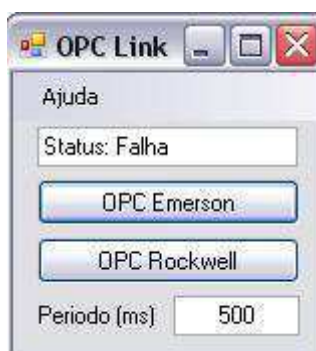 OPC Link
Ajuda
Status: Falha
OPC Emerson
OPC Rockwell
Periodo (ms) 500